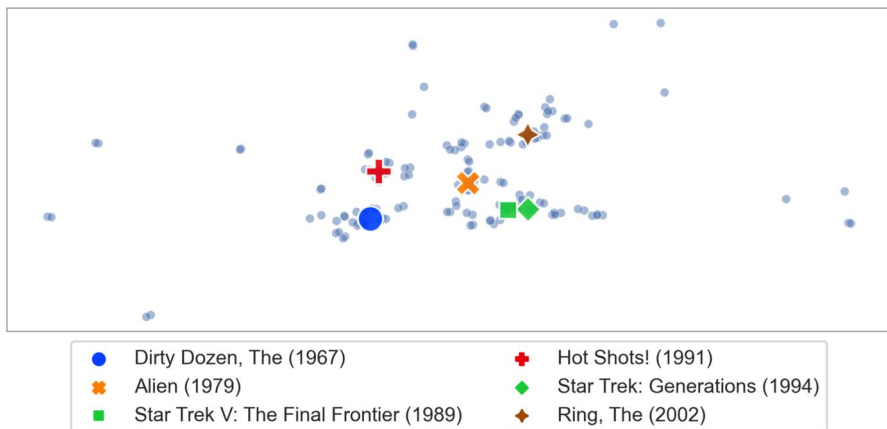 Dirty Dozen, The (1967)
Hot Shots! (1991)
Alien (1979)
Star Trek: Generations (1994)
Star Trek V: The Final Frontier (1989)
Ring, The (2002)